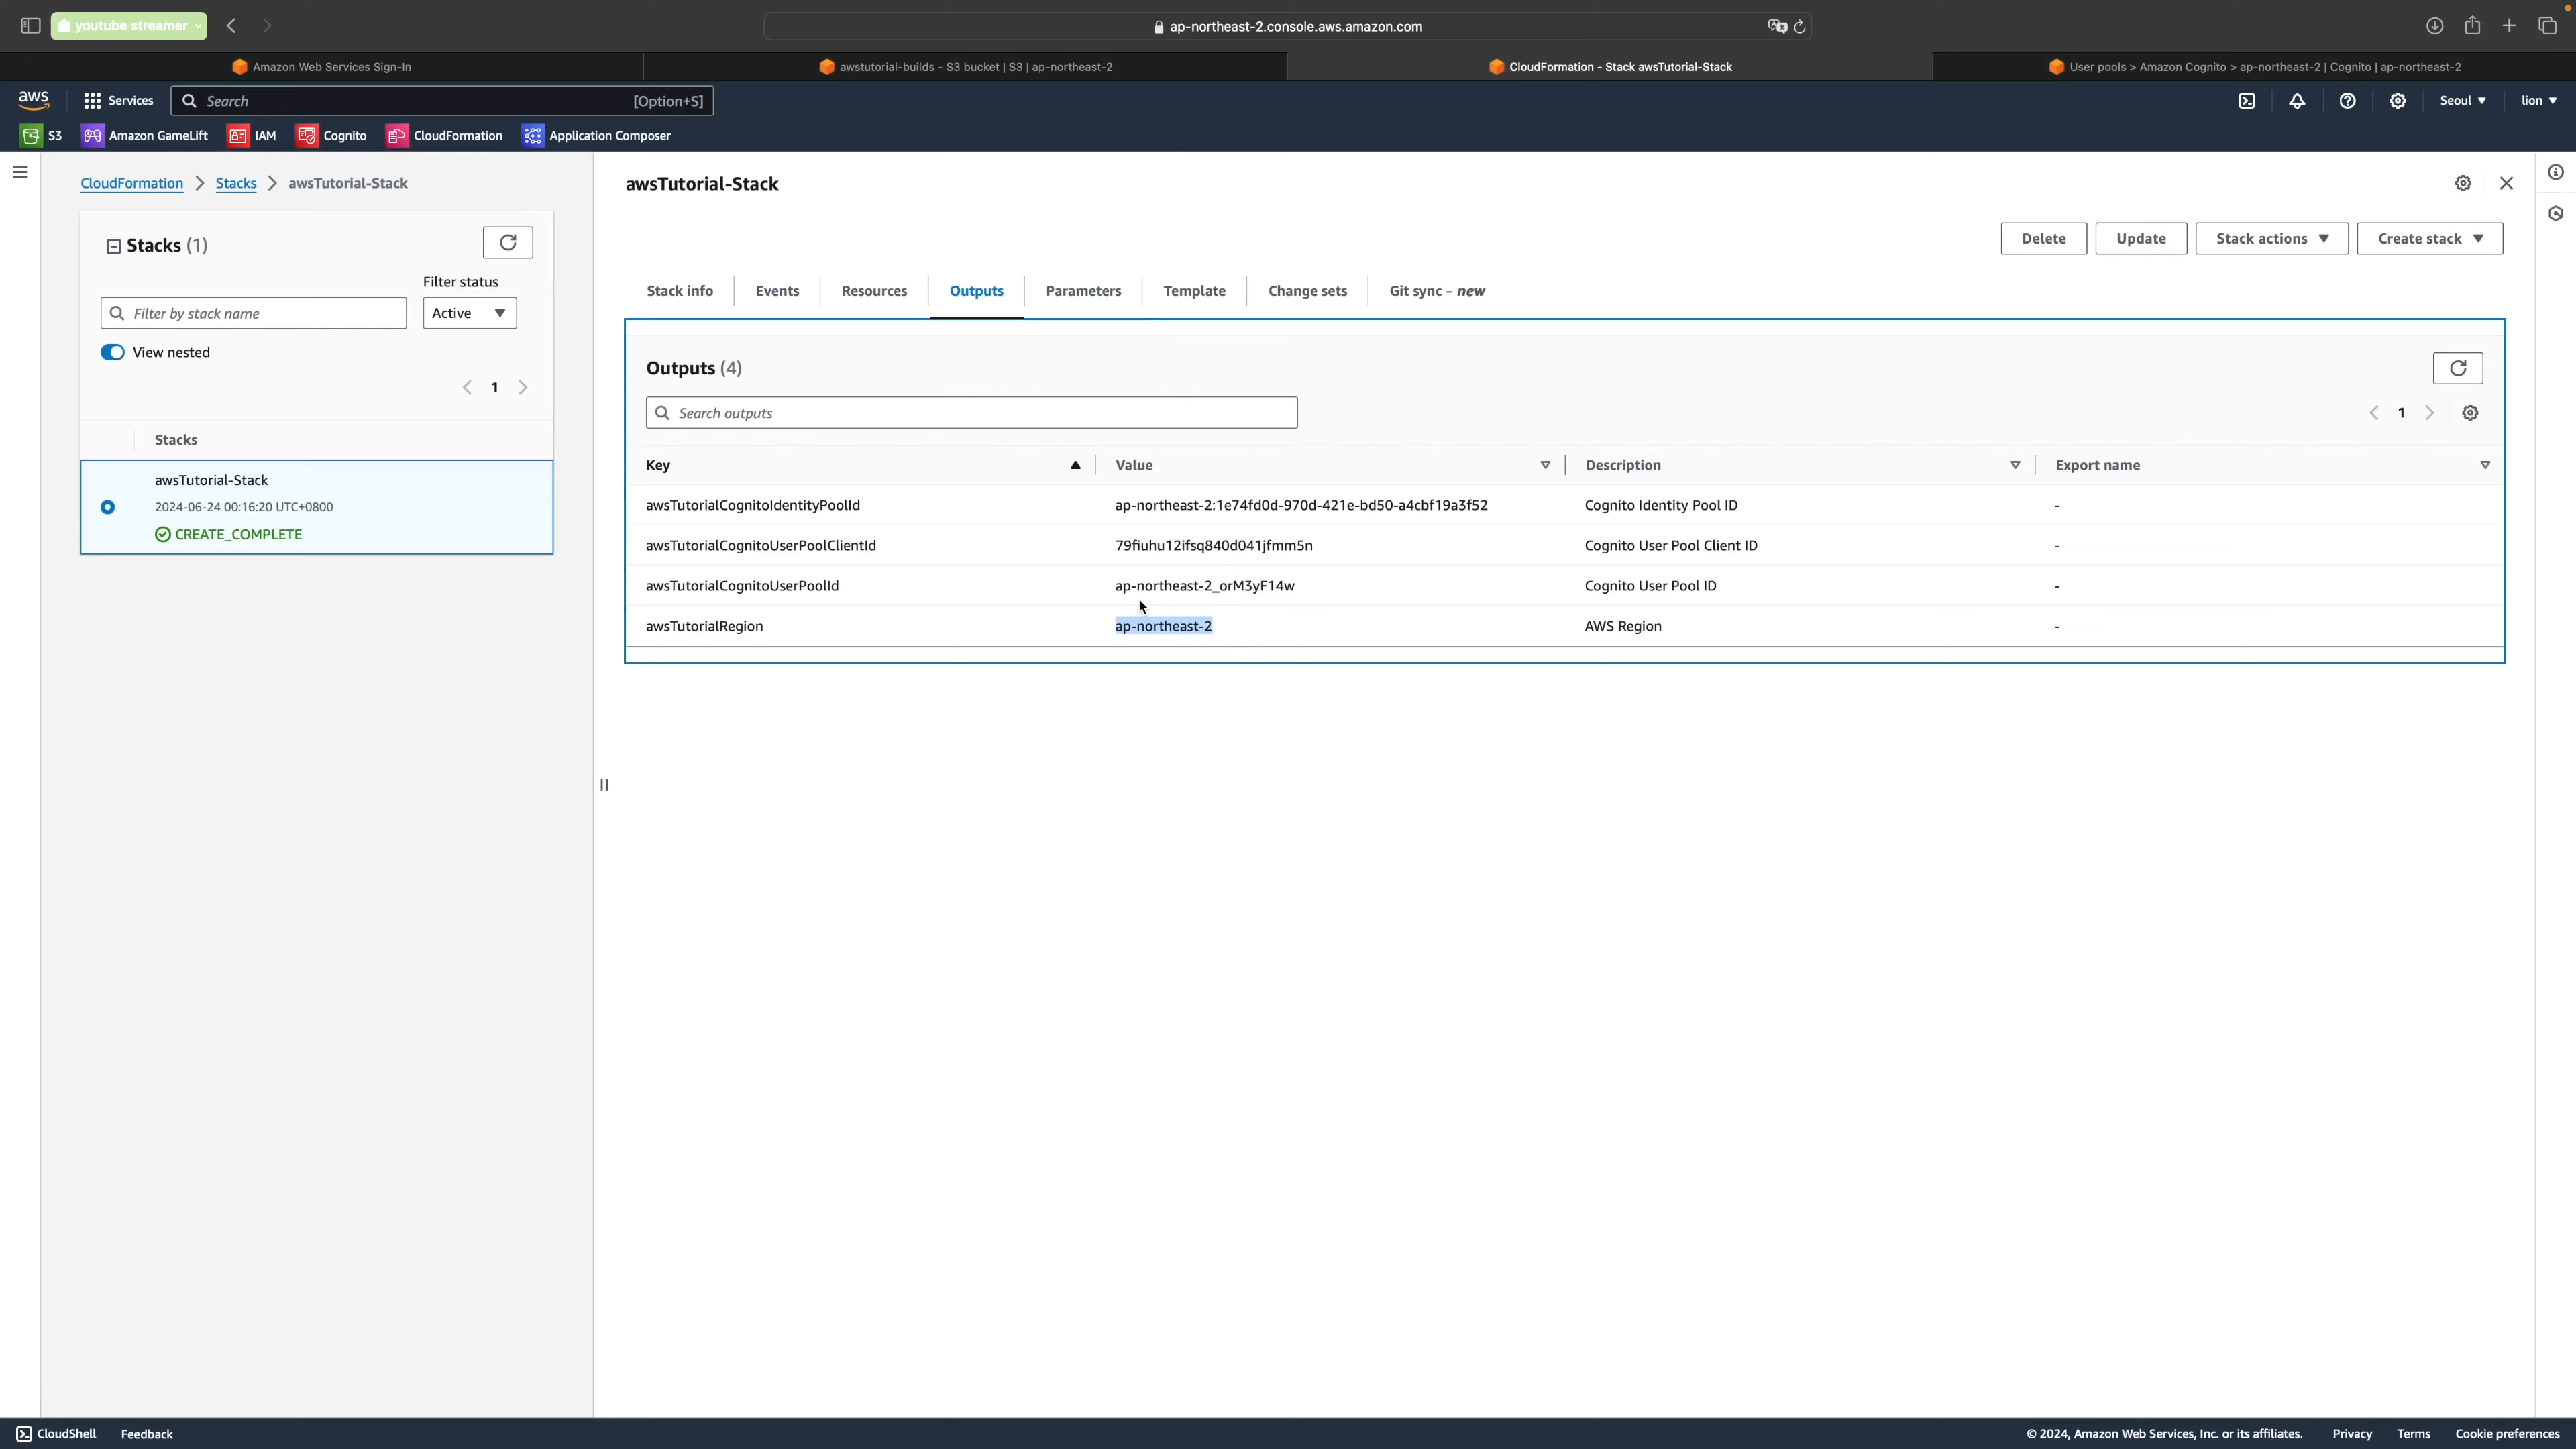 youtube streamer
ap-northeast-2.console.aws.amazon.com
Amazon Web Services Sign-In
awstutorial-builds - S3 bucket | S3 | ap-northeast-2
CloudFormation - Stack awsTutorial-Stack
User pools > Amazon Cognito > ap-northeast-2 | Cognito | ap-northeast-2
aws
Services
Search
[Option+S]
Seoul
lion
S3
Amazon GameLift
IAM
Cognito
CloudFormation
Application Composer
CloudFormation > Stacks > awsTutorial-Stack
Stacks (1)
Filter status
Filter by stack name
Active
View nested
1
Stacks
awsTutorial-Stack
2024-06-24 00:16:20 UTC+0800
CREATE_COMPLETE
awsTutorial-Stack
Delete
Update
Stack actions
Create stack
Stack info
Events
Resources
Outputs
Parameters
Template
Change sets
Git sync - new
Outputs (4)
Search outputs
1
Key Value Description Export name
awsTutorialCognitoIdentityPoolId ap-northeast-2:1e74fd0d-970d-421e-bd50-a4cbf19a3f52 Cognito Identity Pool ID -
awsTutorialCognitoUserPoolClientId 79fiuhu12ifsq840d041jfmm5n Cognito User Pool Client ID -
awsTutorialCognitoUserPoolId ap-northeast-2_orM3yF14w Cognito User Pool ID -
awsTutorialRegion ap-northeast-2 AWS Region -
CloudShell
Feedback
© 2024, Amazon Web Services, Inc. or its affiliates.
Privacy
Terms
Cookie preferences